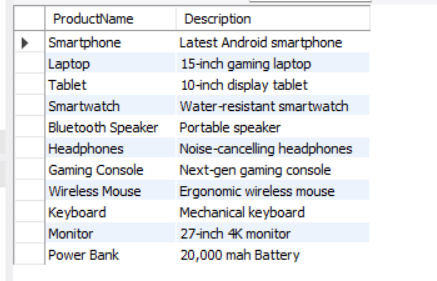 ProductName Description
Smartphone Latest Android smartphone
Laptop 15-inch gaming laptop
Tablet 10-inch display tablet
Smartwatch Water-resistant smartwatch
Bluetooth Speaker Portable speaker
Headphones Noise-cancelling headphones
Gaming Console Next-gen gaming console
Wireless Mouse Ergonomic wireless mouse
Keyboard Mechanical keyboard
Monitor 27-inch 4K monitor
Power Bank 20,000 mah Battery